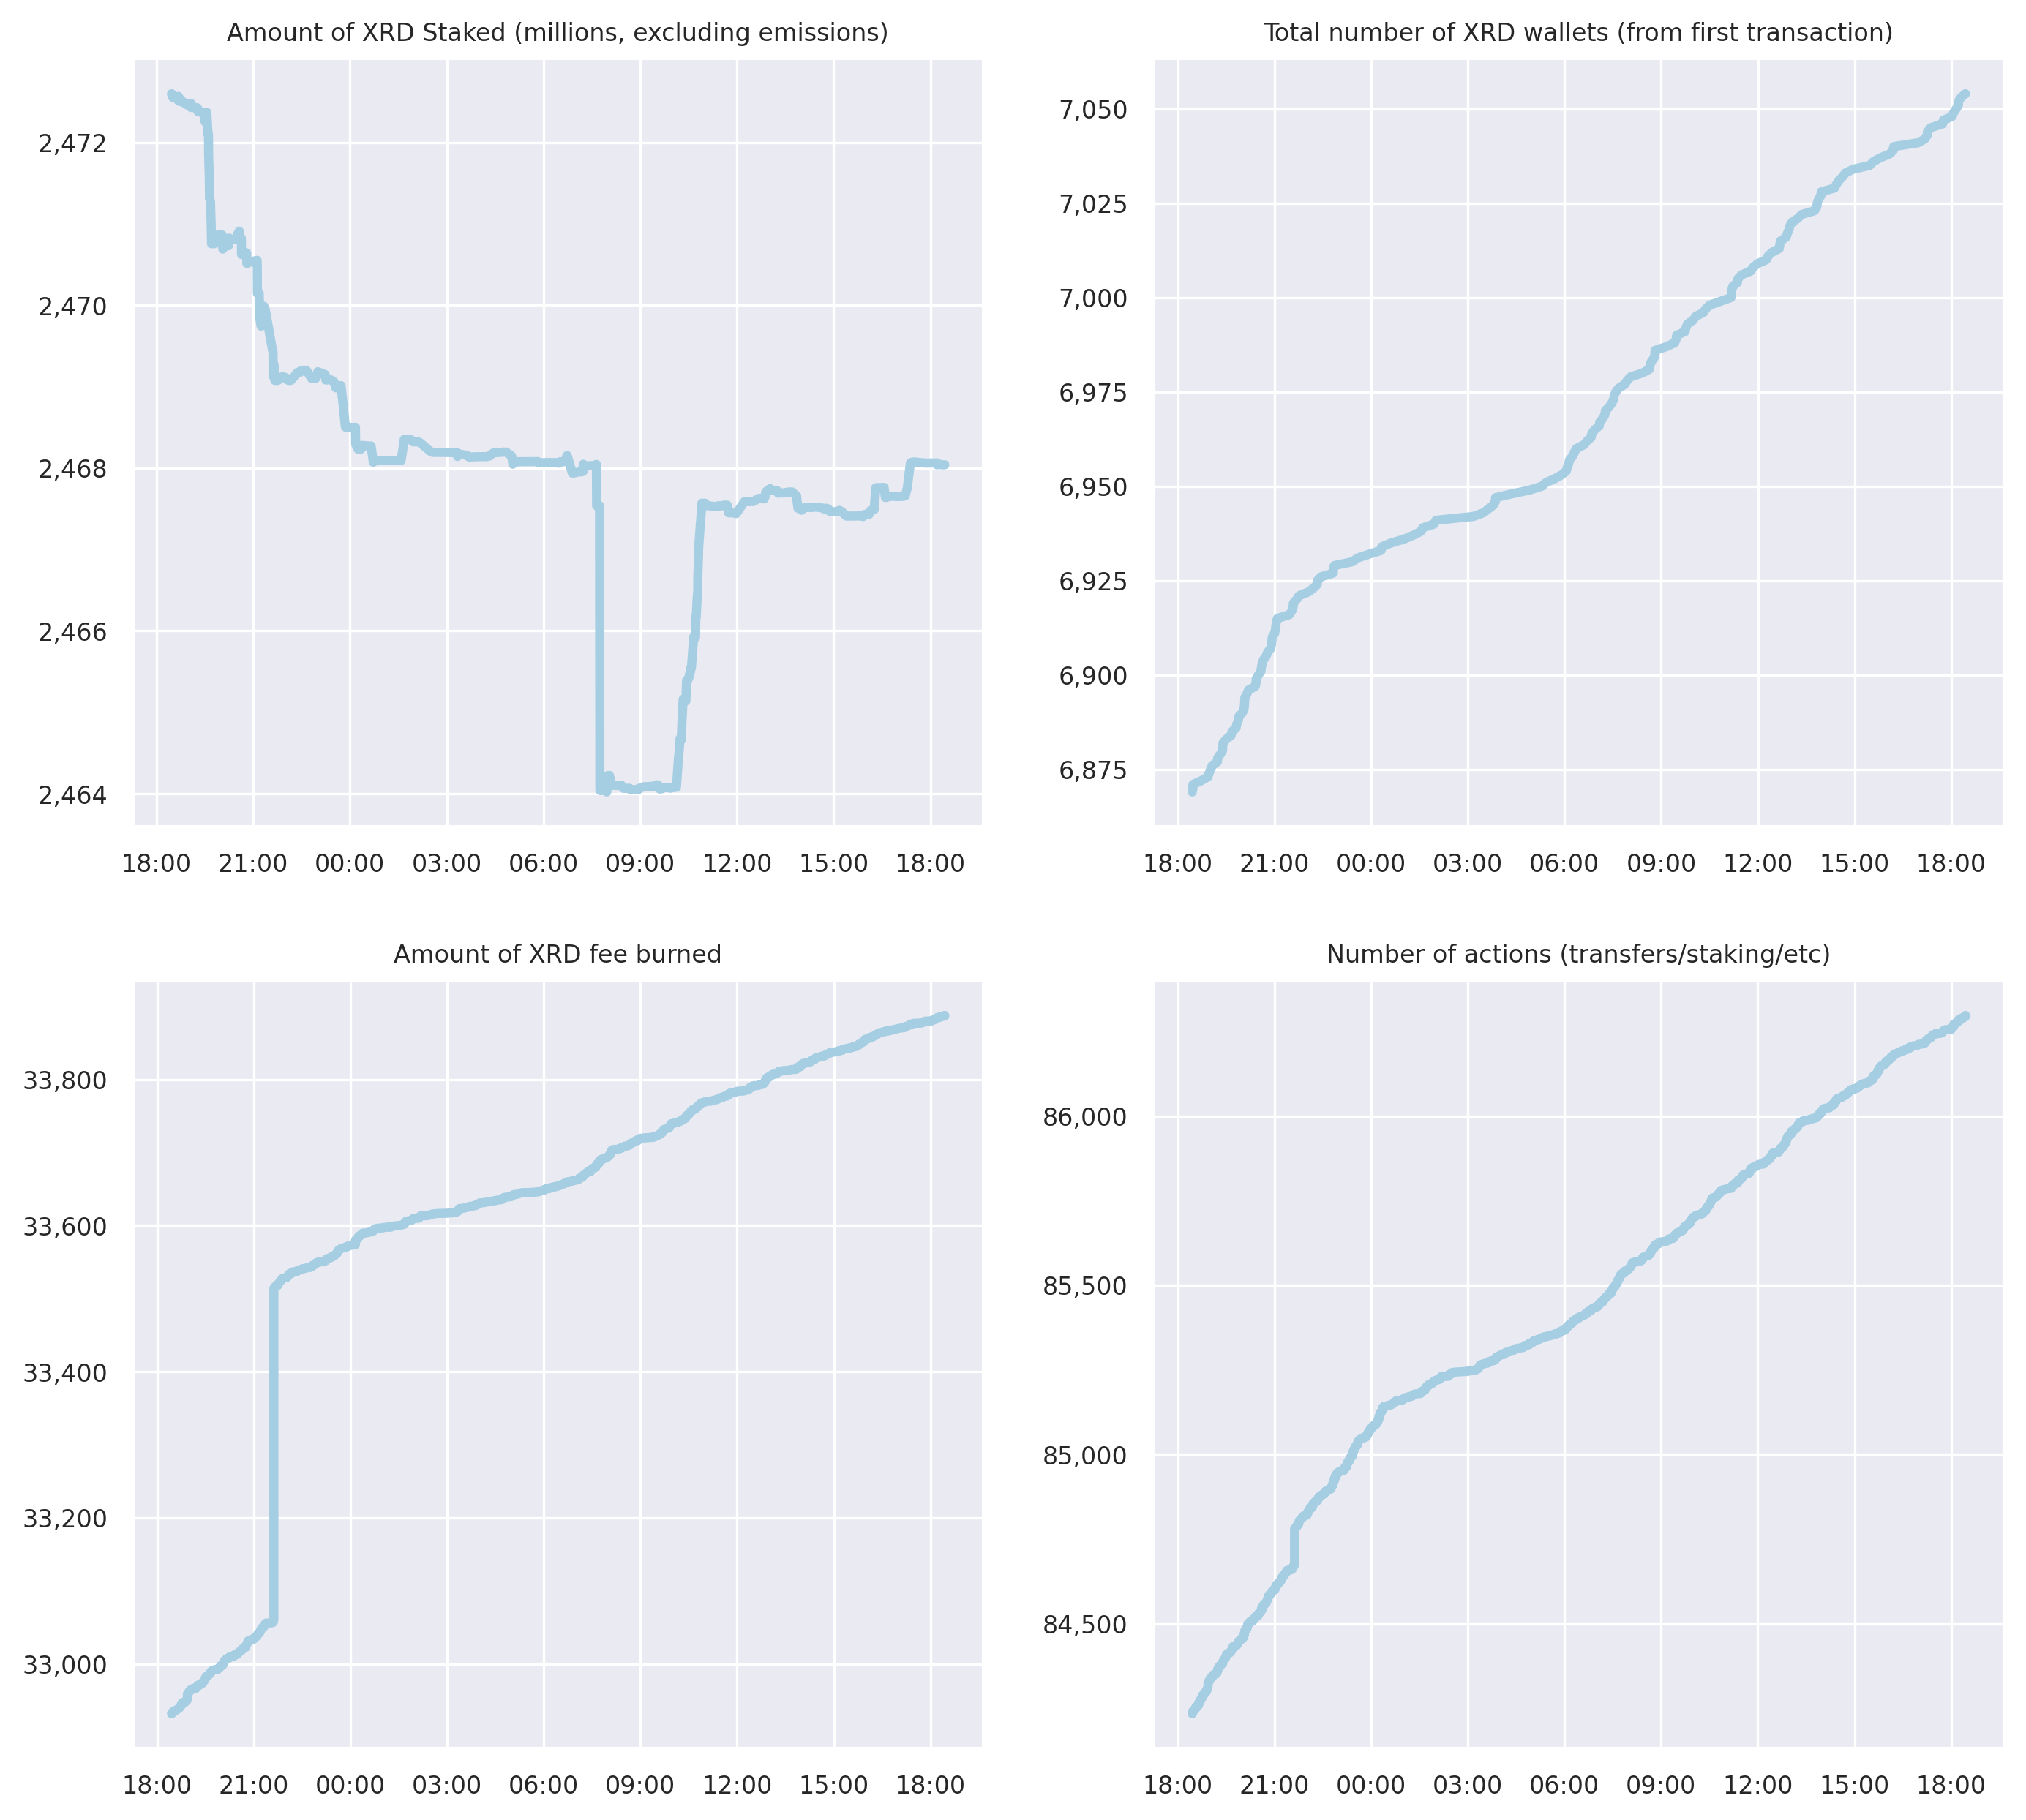 Amount of XRD Staked (millions, excluding emissions)
2,472
2,470
2,468
2,466
2,464
18:00 21:00 00:00 03:00 06:00 09:00 12:00 15:00 18:00
Total number of XRD wallets (from first transaction)
7,050
7,025
7,000
6,975
6,950
6,925
6,900
6,875
18:00 21:00 00:00 03:00 06:00 09:00 12:00 15:00 18:00
Amount of XRD fee burned
33,800
33,600
33,400
33,200
33,000
18:00 21:00 00:00 03:00 06:00 09:00 12:00 15:00 18:00
Number of actions (transfers/staking/etc)
86,000
85,500
85,000
84,500
18:00 21:00 00:00 03:00 06:00 09:00 12:00 15:00 18:00